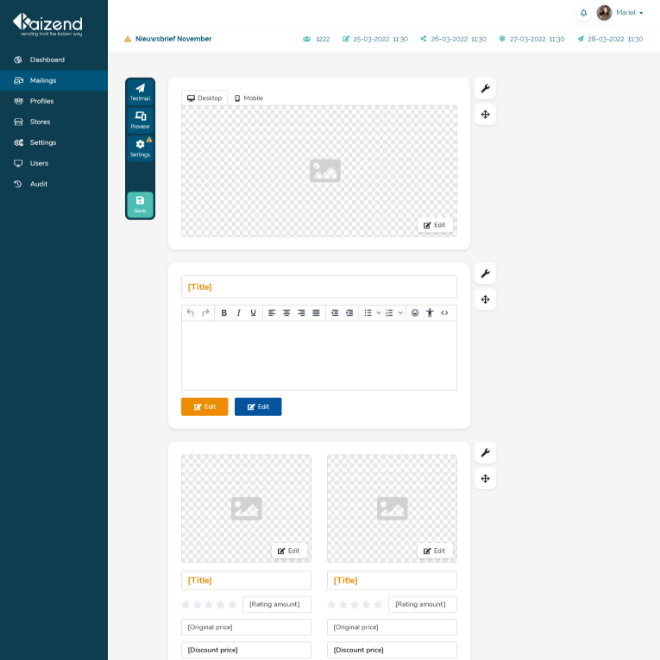 Kaizend
sending mail the kaizen way
Mariel
Nieuwsbrief November
1222
25-03-2022 11:30
26-03-2022 11:30
27-03-2022 11:30
28-03-2022 11:30
Dashboard
Mailings
Profiles
Stores
Settings
Users
Audit
Testmail
Preview
Settings
Save
Desktop
Mobile
Edit
[Title]
B I U
Edit
Edit
Edit
Edit
[Title]
[Title]
[Rating amount]
[Rating amount]
[Original price]
[Original price]
[Discount price]
[Discount price]